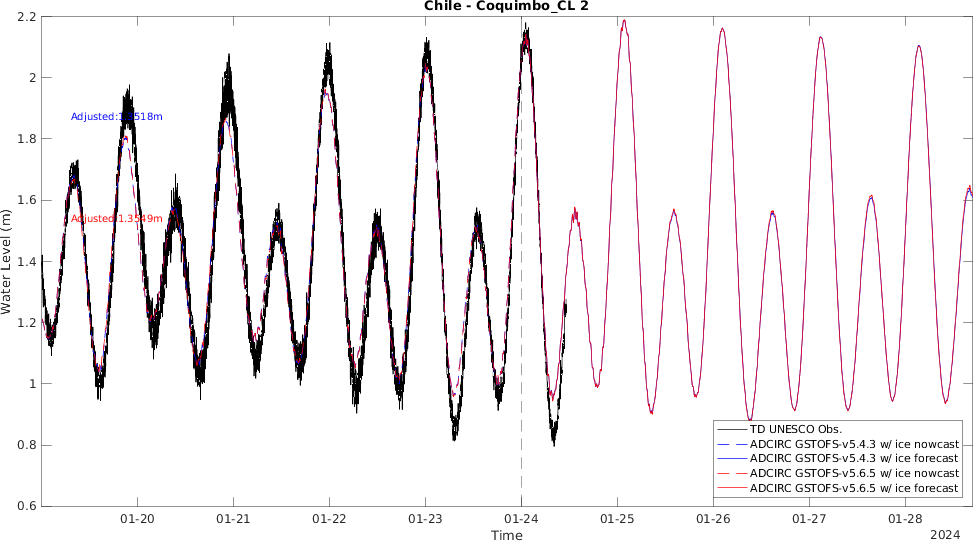 Chile - Coquimbo_CL 2
2.2
2
1.8
1.6
1.4
1.2
1
0.8
0.6
Water Level (m)
Adjusted:1.3549m
01-20
01-21
01-22
01-23
01-24
01-25
01-26
01-27
01-28
Time
2024
TD UNESCO Obs.
ADCIRC GSTOFS-v5.4.3 w/ ice nowcast
ADCIRC GSTOFS-v5.4.3 w/ ice forecast
ADCIRC GSTOFS-v5.6.5 w/ ice nowcast
ADCIRC GSTOFS-v5.6.5 w/ ice forecast